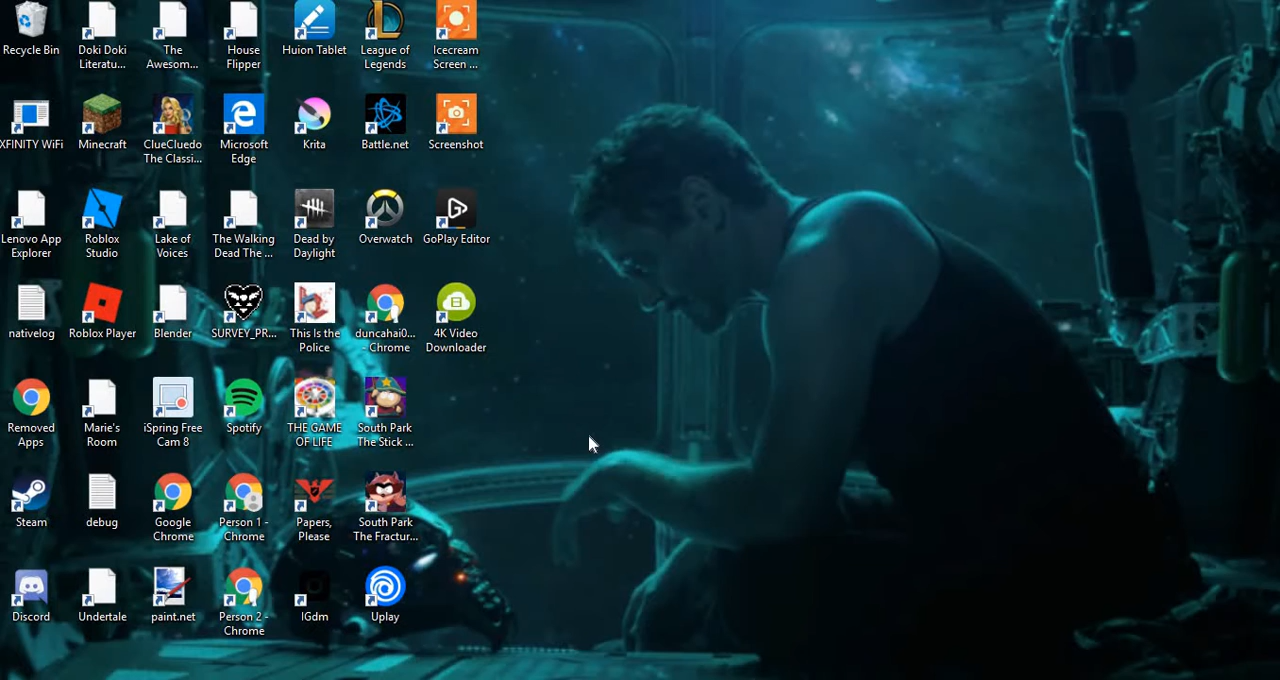 Recycle Bin
Doki Doki
Literatu...
The
Awesom...
House
Flipper
Huion Tablet
League of
Legends
Icecream
Screen ...
XFINITY WiFi
Minecraft
ClueCluedo
The Classi...
Microsoft
Edge
Krita
Battle.net
Screenshot
Lenovo App
Explorer
Roblox
Studio
Lake of
Voices
The Walking
Dead The ...
Dead by
Daylight
Overwatch
GoPlay Editor
nativelog
Roblox Player
Blender
SURVEY_PR...
This Is the
Police
duncahai0...
- Chrome
4K Video
Downloader
Removed
Apps
Marie's
Room
iSpring Free
Cam 8
Spotify
THE GAME
OF LIFE
South Park
The Stick ...
Steam
debug
Google
Chrome
Person 1 -
Chrome
Papers,
Please
South Park
The Fractur...
Discord
Undertale
paint.net
Person 2 -
Chrome
IGdm
Uplay